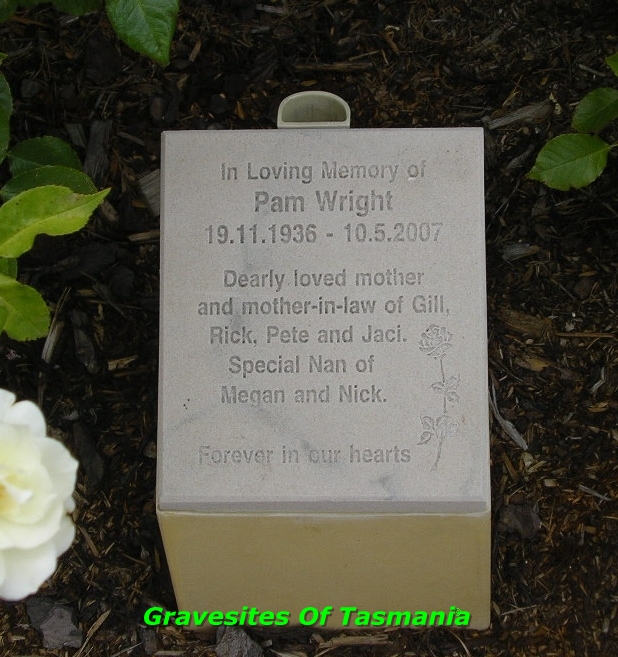 In Loving Memory of
Pam Wright
19.11.1936 - 10.5.2007
Dearly loved mother
and mother-in-law of Gill,
Rick, Pete and Jaci.
Special Nan of
Megan and Nick.
Forever in our hearts
Gravesites Of Tasmania